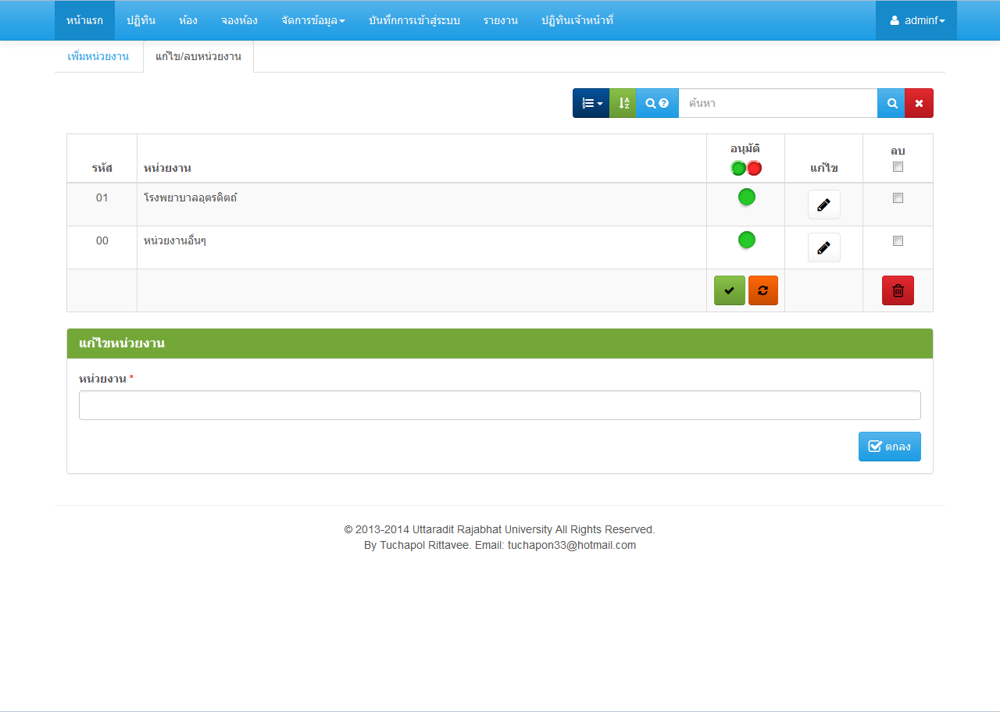 หน้าแรก ปฏิทิน ห้อง จองห้อง จัดการข้อมูล บันทึกการเข้าสู่ระบบ รายงาน ปฏิทินเจ้าหน้าที่ adminf
เพิ่มหน่วยงาน แก้ไข/ลบหน่วยงาน
ค้นหา
รหัส หน่วยงาน อนุมัติ แก้ไข ลบ
01 โรงพยาบาลอุตรดิตถ์
00 หน่วยงานอื่นๆ
แก้ไขหน่วยงาน
หน่วยงาน *
ตกลง
© 2013-2014 Uttaradit Rajabhat University All Rights Reserved.
By Tuchapol Rittavee. Email: tuchapon33@hotmail.com